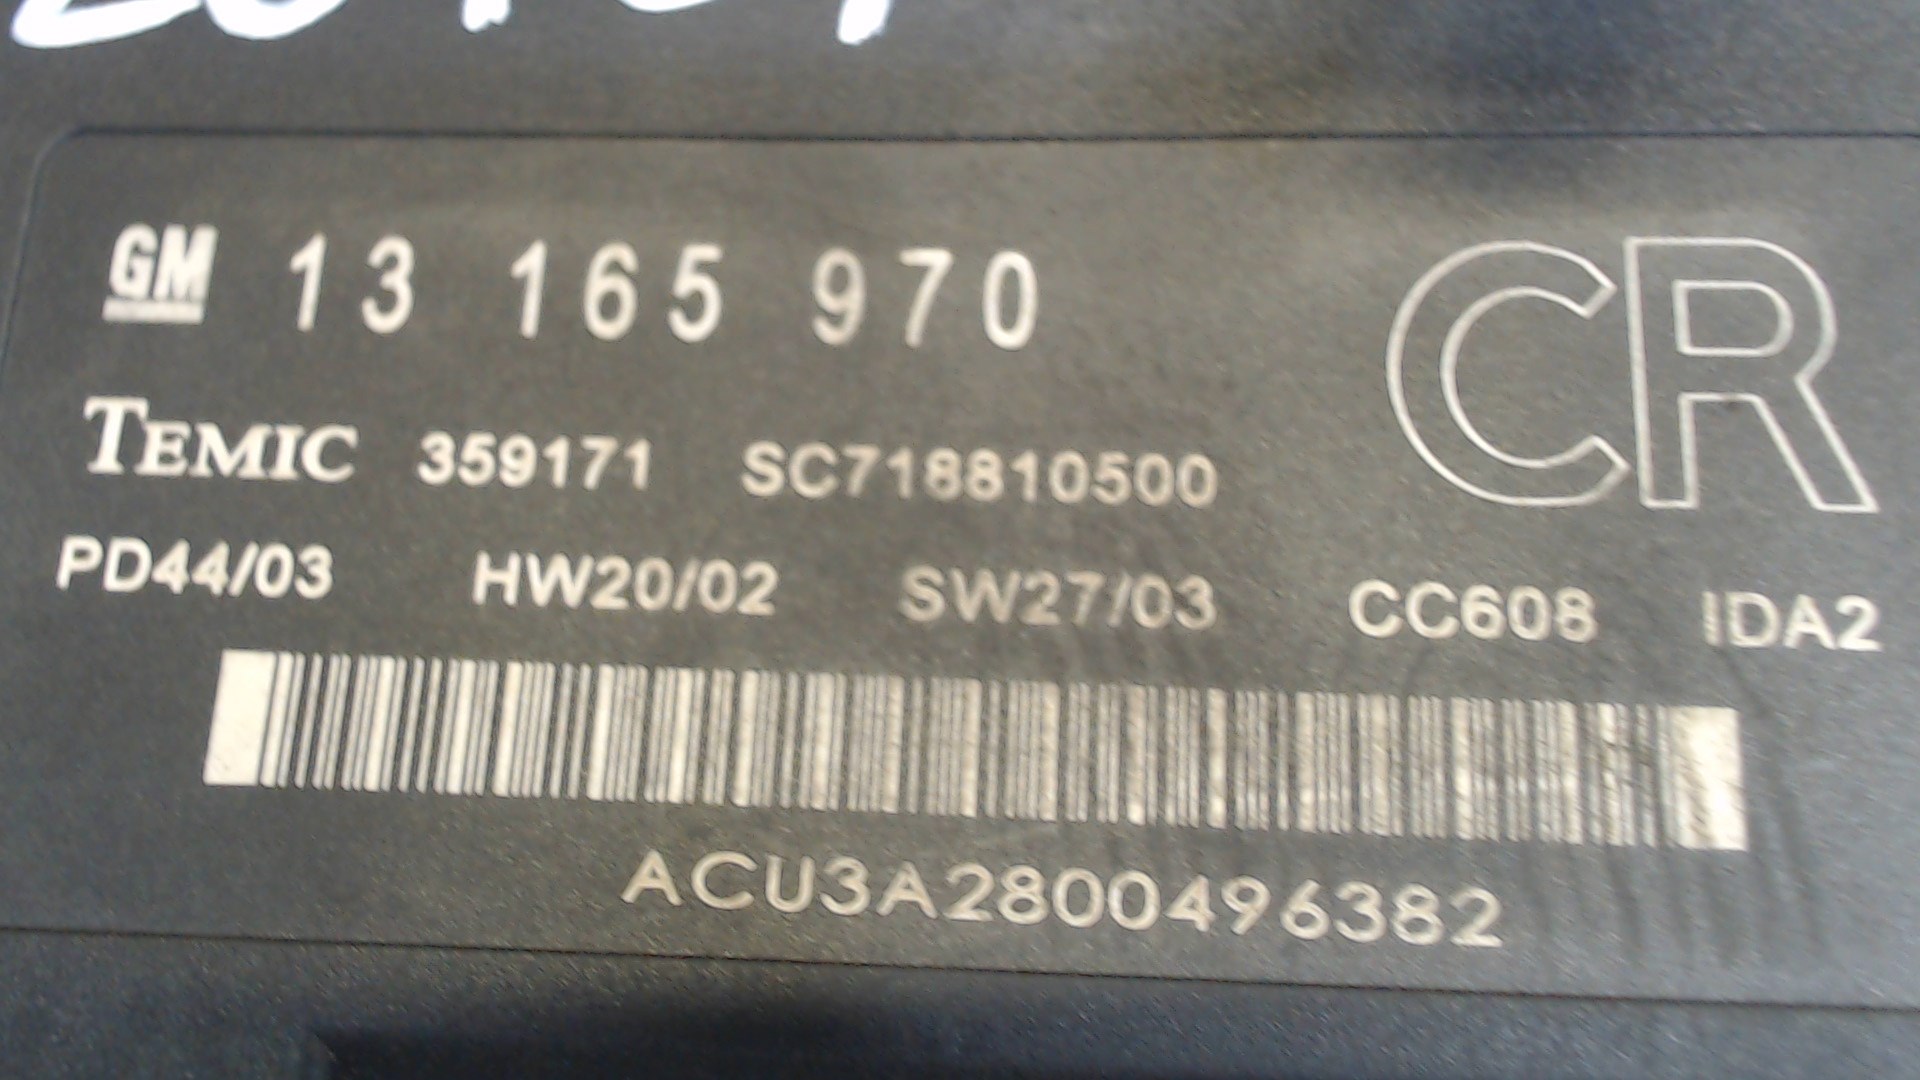 GM 13 165 970
CR
TEMIC 359171 SC718810500
PD44/03 HW20/02 SW27/03 CC608 IDA2
ACU3A2800496382